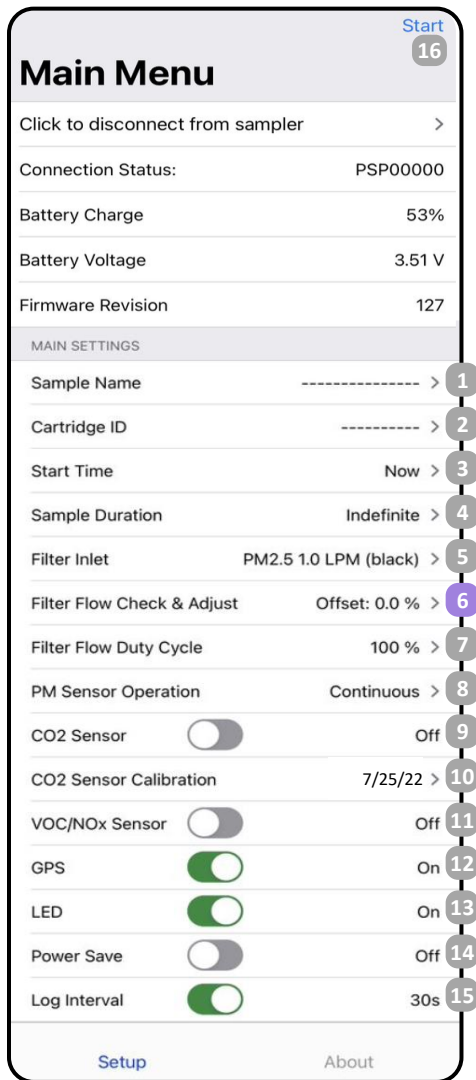 Start
16
Main Menu
Click to disconnect from sampler >
Connection Status: PSP00000
Battery Charge 53%
Battery Voltage 3.51 V
Firmware Revision 127
MAIN SETTINGS
Sample Name --------------- > 1
Cartridge ID ---------- > 2
Start Time Now > 3
Sample Duration Indefinite > 4
Filter Inlet PM2.5 1.0 LPM (black) > 5
Filter Flow Check & Adjust Offset: 0.0 % > 6
Filter Flow Duty Cycle 100 % > 7
PM Sensor Operation Continuous > 8
CO2 Sensor Off 9
CO2 Sensor Calibration 7/25/22 > 10
VOC/NOx Sensor Off 11
GPS On 12
LED On 13
Power Save Off 14
Log Interval 30s 15
Setup About